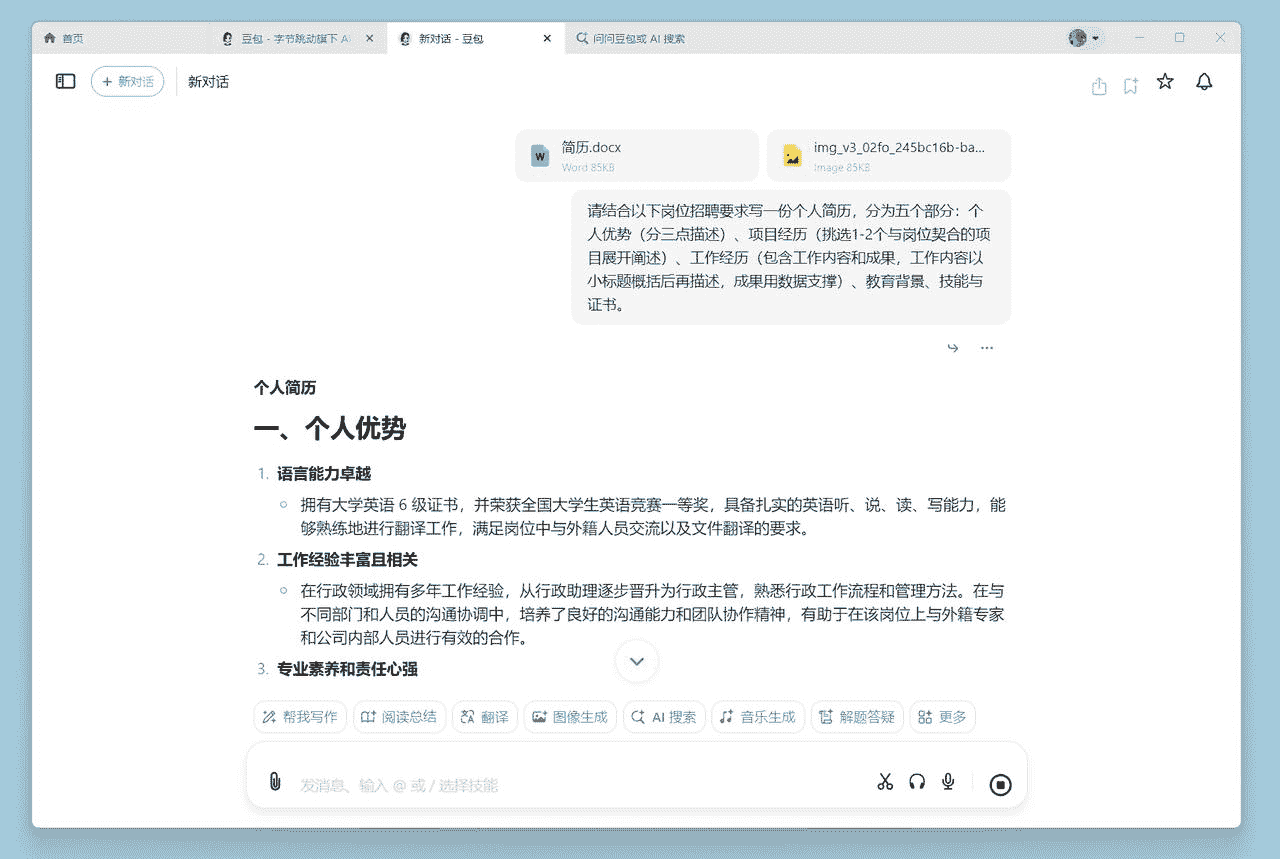 首页
豆包 - 字节跳动旗下 AI
新对话 - 豆包
问问豆包或 AI 搜索
新对话
新对话
简历.docx
Word 85KB
img_v3_02fo_245bc16b-ba...
Image 85KB
请结合以下岗位招聘要求写一份个人简历，分为五个部分：个
人优势（分三点描述）、项目经历（挑选1-2个与岗位契合的项
目展开阐述）、工作经历（包含工作内容和成果，工作内容以
小标题概括后再描述，成果用数据支撑）、教育背景、技能与
证书。
个人简历
一、个人优势
1. 语言能力卓越
拥有大学英语 6 级证书，并荣获全国大学生英语竞赛一等奖，具备扎实的英语听、说、读、写能力，能
够熟练地进行翻译工作，满足岗位中与外籍人员交流以及文件翻译的要求。
2. 工作经验丰富且相关
在行政领域拥有多年工作经验，从行政助理逐步晋升为行政主管，熟悉行政工作流程和管理方法。在与
不同部门和人员的沟通协调中，培养了良好的沟通能力和团队协作精神，有助于在该岗位上与外籍专家
和公司内部人员进行有效的合作。
3. 专业素养和责任心强
帮我写作
阅读总结
翻译
图像生成
AI 搜索
音乐生成
解题答疑
更多
发消息、输入 @ 或 / 选择技能